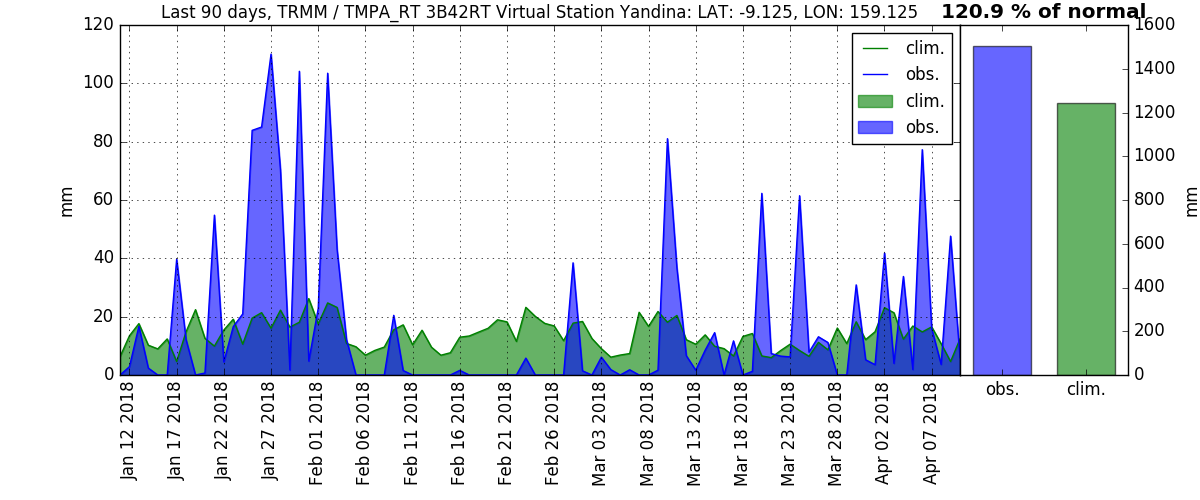 Last 90 days, TRMM / TMPA_RT 3B42RT Virtual Station Yandina: LAT: -9.125, LON: 159.125
120.9 % of normal
120
100
80
60
40
20
0
mm
clim.
obs.
clim.
obs.
Jan 12 2018
Jan 17 2018
Jan 22 2018
Jan 27 2018
Feb 01 2018
Feb 06 2018
Feb 11 2018
Feb 16 2018
Feb 21 2018
Feb 26 2018
Mar 03 2018
Mar 08 2018
Mar 13 2018
Mar 18 2018
Mar 23 2018
Mar 28 2018
Apr 02 2018
Apr 07 2018
1600
1400
1200
1000
800
600
400
200
0
mm
obs.
clim.